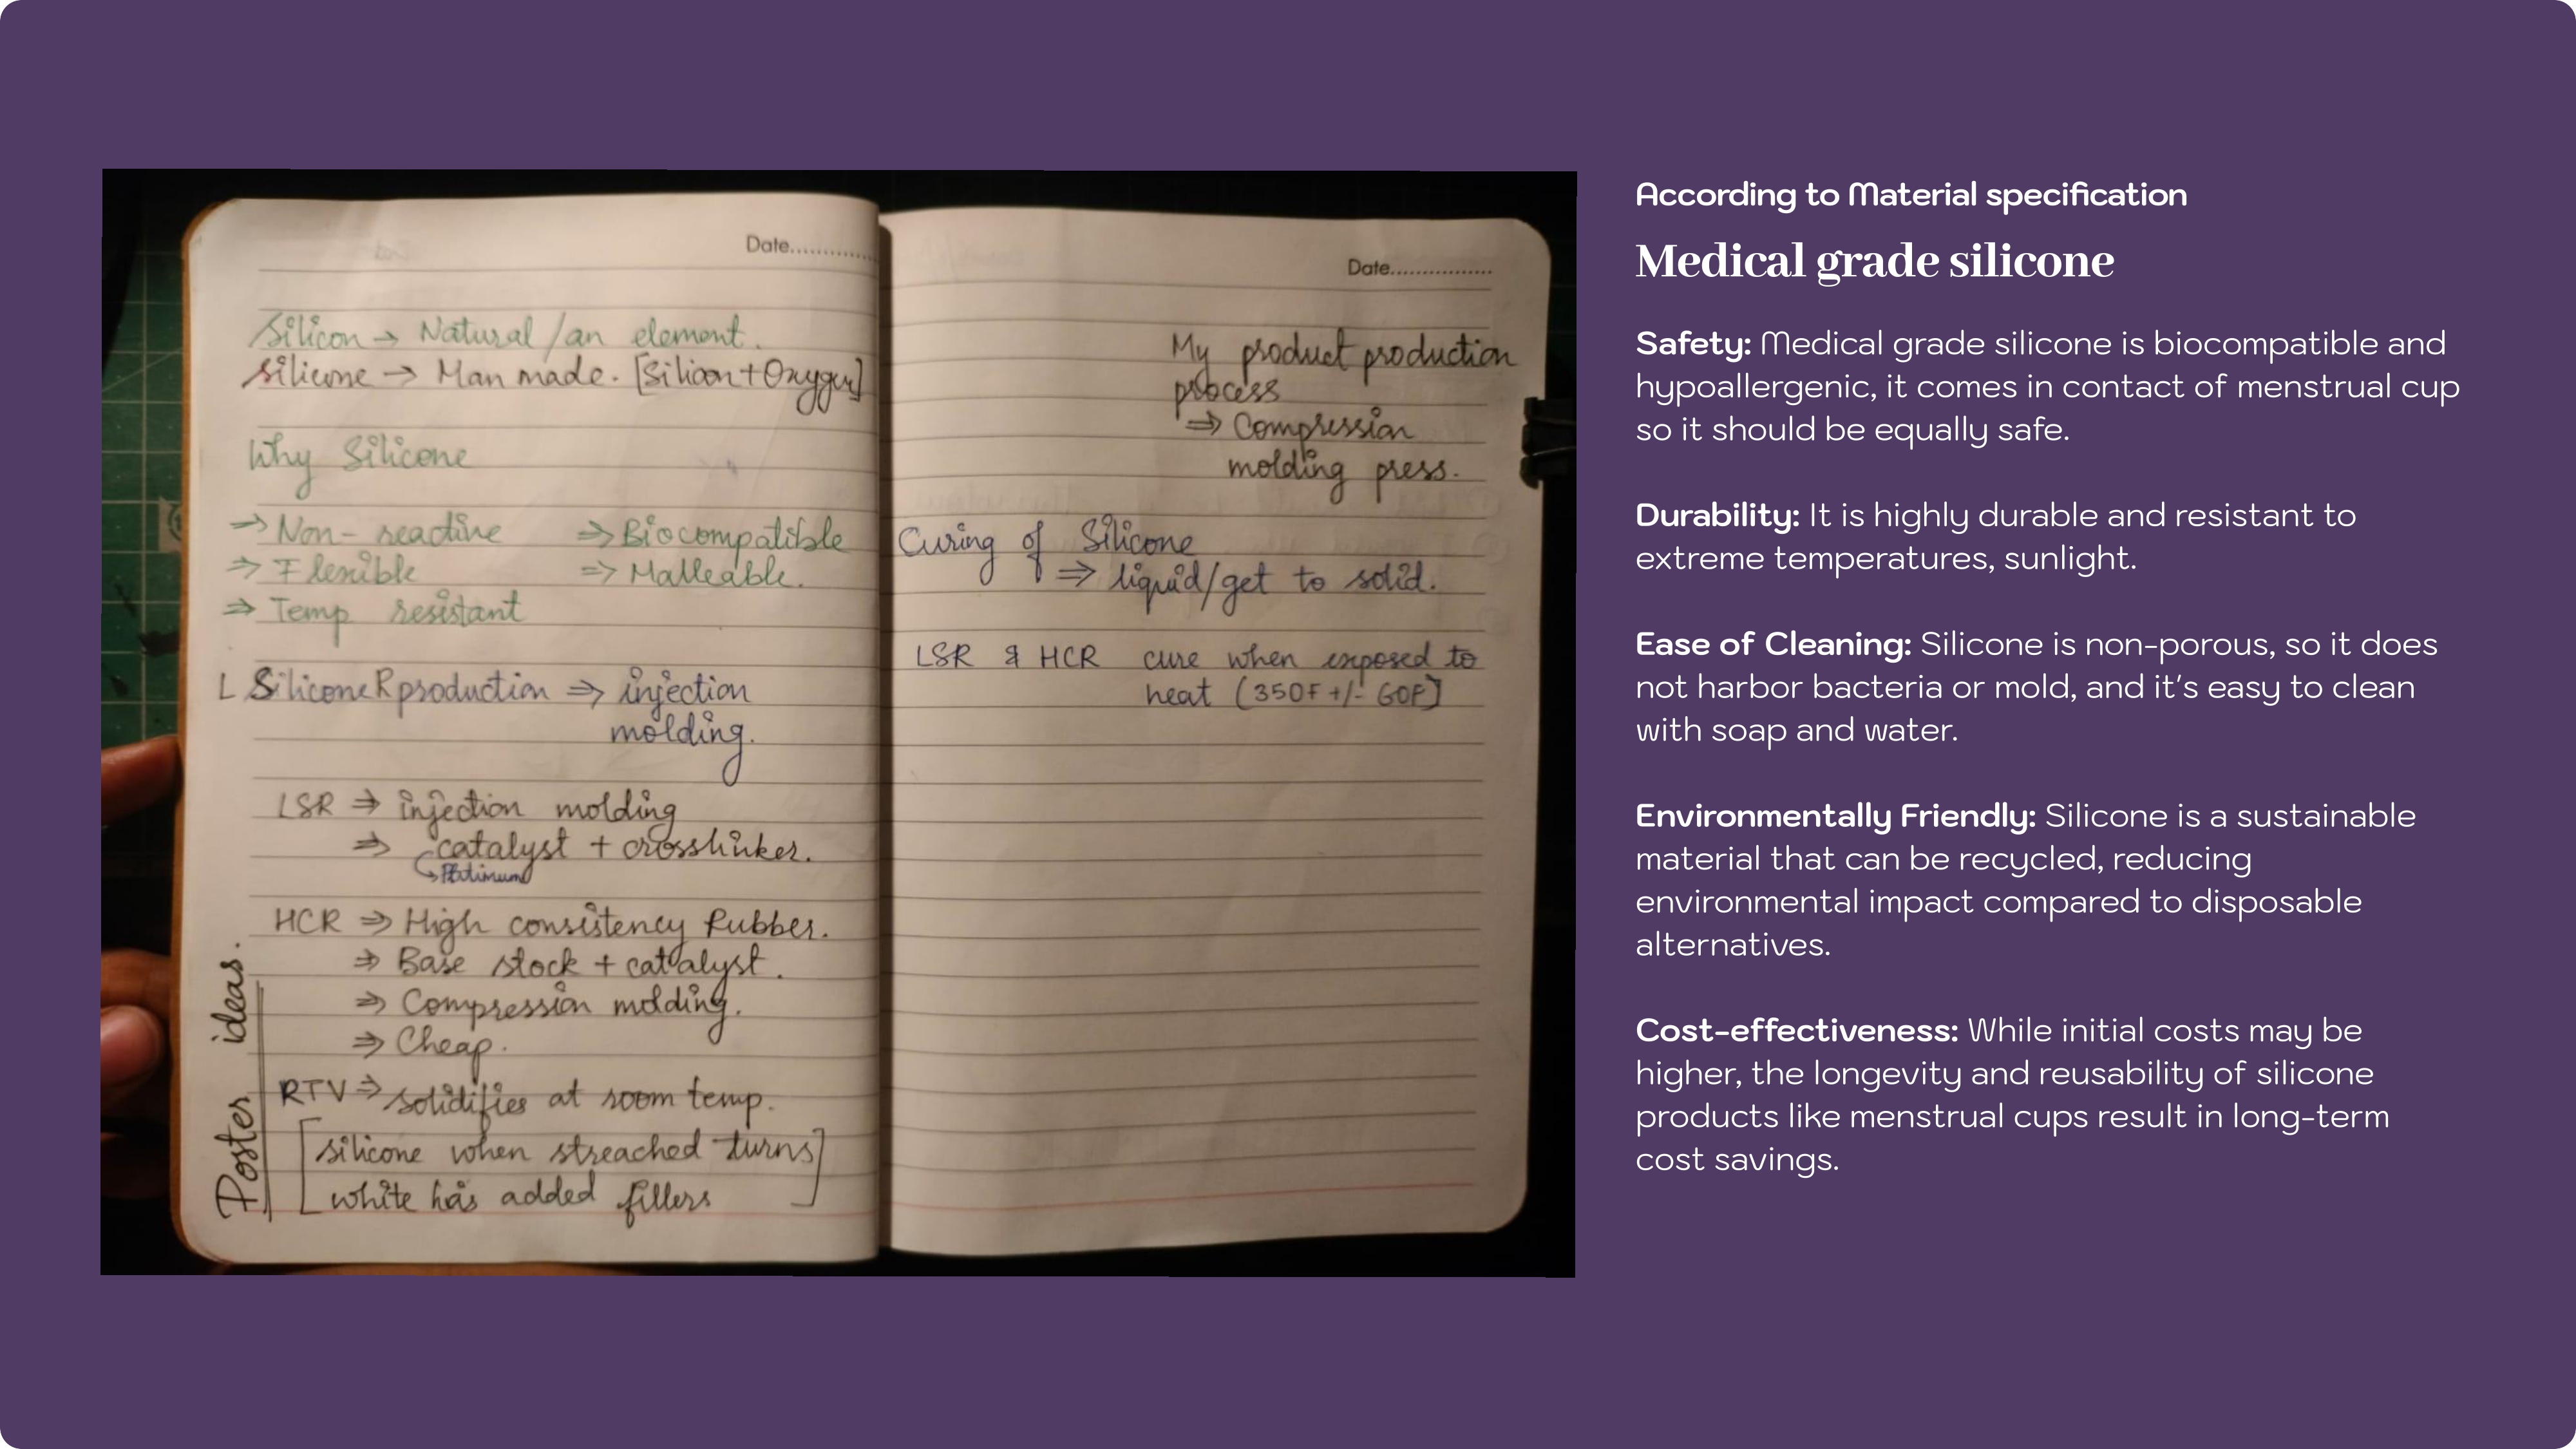 Date................
Silicon → Natural/an element.
Silicone → Man made. [Silicon+Oxygen]
Why Silicone
⇒ Non-reactive ⇒ Biocompatible
⇒ Flexible ⇒ Malleable.
⇒ Temp resistant
L Silicone R production ⇒ injection
molding.
LSR ⇒ injection molding
⇒ catalyst + crosslinker.
↳ Platinum
HCR ⇒ High consistency Rubber.
⇒ Base stock + catalyst.
⇒ Compression molding.
⇒ Cheap.
RTV ⇒ solidifies at room temp.
[silicone when streached turns
white has added fillers]
Poster ideas.
Date................
My product production
process
⇒ Compression
molding press.
Curing of Silicone
⇒ liquid/get to solid.
LSR & HCR cure when exposed to
heat (350F +/- 60F)
According to Material specification
Medical grade silicone
Safety: Medical grade silicone is biocompatible and
hypoallergenic, it comes in contact of menstrual cup
so it should be equally safe.
Durability: It is highly durable and resistant to
extreme temperatures, sunlight.
Ease of Cleaning: Silicone is non-porous, so it does
not harbor bacteria or mold, and it's easy to clean
with soap and water.
Environmentally Friendly: Silicone is a sustainable
material that can be recycled, reducing
environmental impact compared to disposable
alternatives.
Cost-effectiveness: While initial costs may be
higher, the longevity and reusability of silicone
products like menstrual cups result in long-term
cost savings.